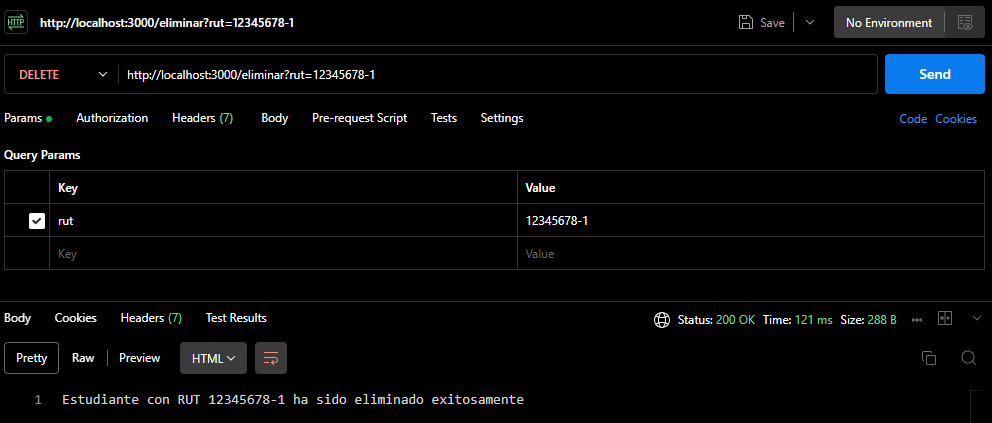 HTTP http://localhost:3000/eliminar?rut=12345678-1 Save No Environment
DELETE http://localhost:3000/eliminar?rut=12345678-1 Send
Params Authorization Headers (7) Body Pre-request Script Tests Settings Code Cookies
Query Params
Key Value
rut 12345678-1
Key Value
Body Cookies Headers (7) Test Results Status: 200 OK Time: 121 ms Size: 288 B
Pretty Raw Preview HTML
1 Estudiante con RUT 12345678-1 ha sido eliminado exitosamente